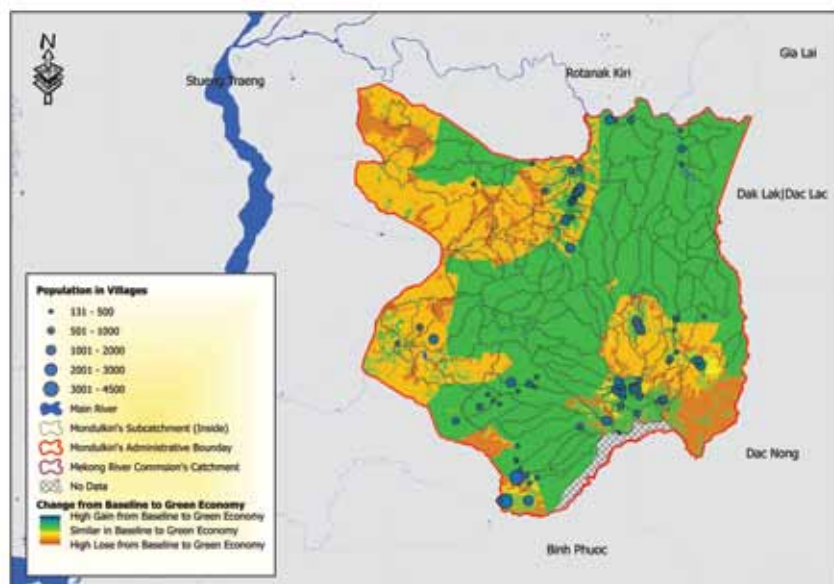 N
Gia Lai
Rotanak Kiri
Stueng Traeng
Dak Lak|Dac Lac
Population in Villages
131 - 500
501 - 1000
1001 - 2000
2001 - 3000
3001 - 4500
Main River
Mondulkiri's Subcatchment (Inside)
Mondulkiri's Administrative Bounday
Mekong River Commsion's Catchment
No Data
Change from Baseline to Green Economy
High Gain from Baseline to Green Economy
Similar in Baseline to Green Economy
High Lose from Baseline to Green Economy
Dac Nong
Binh Phuoc